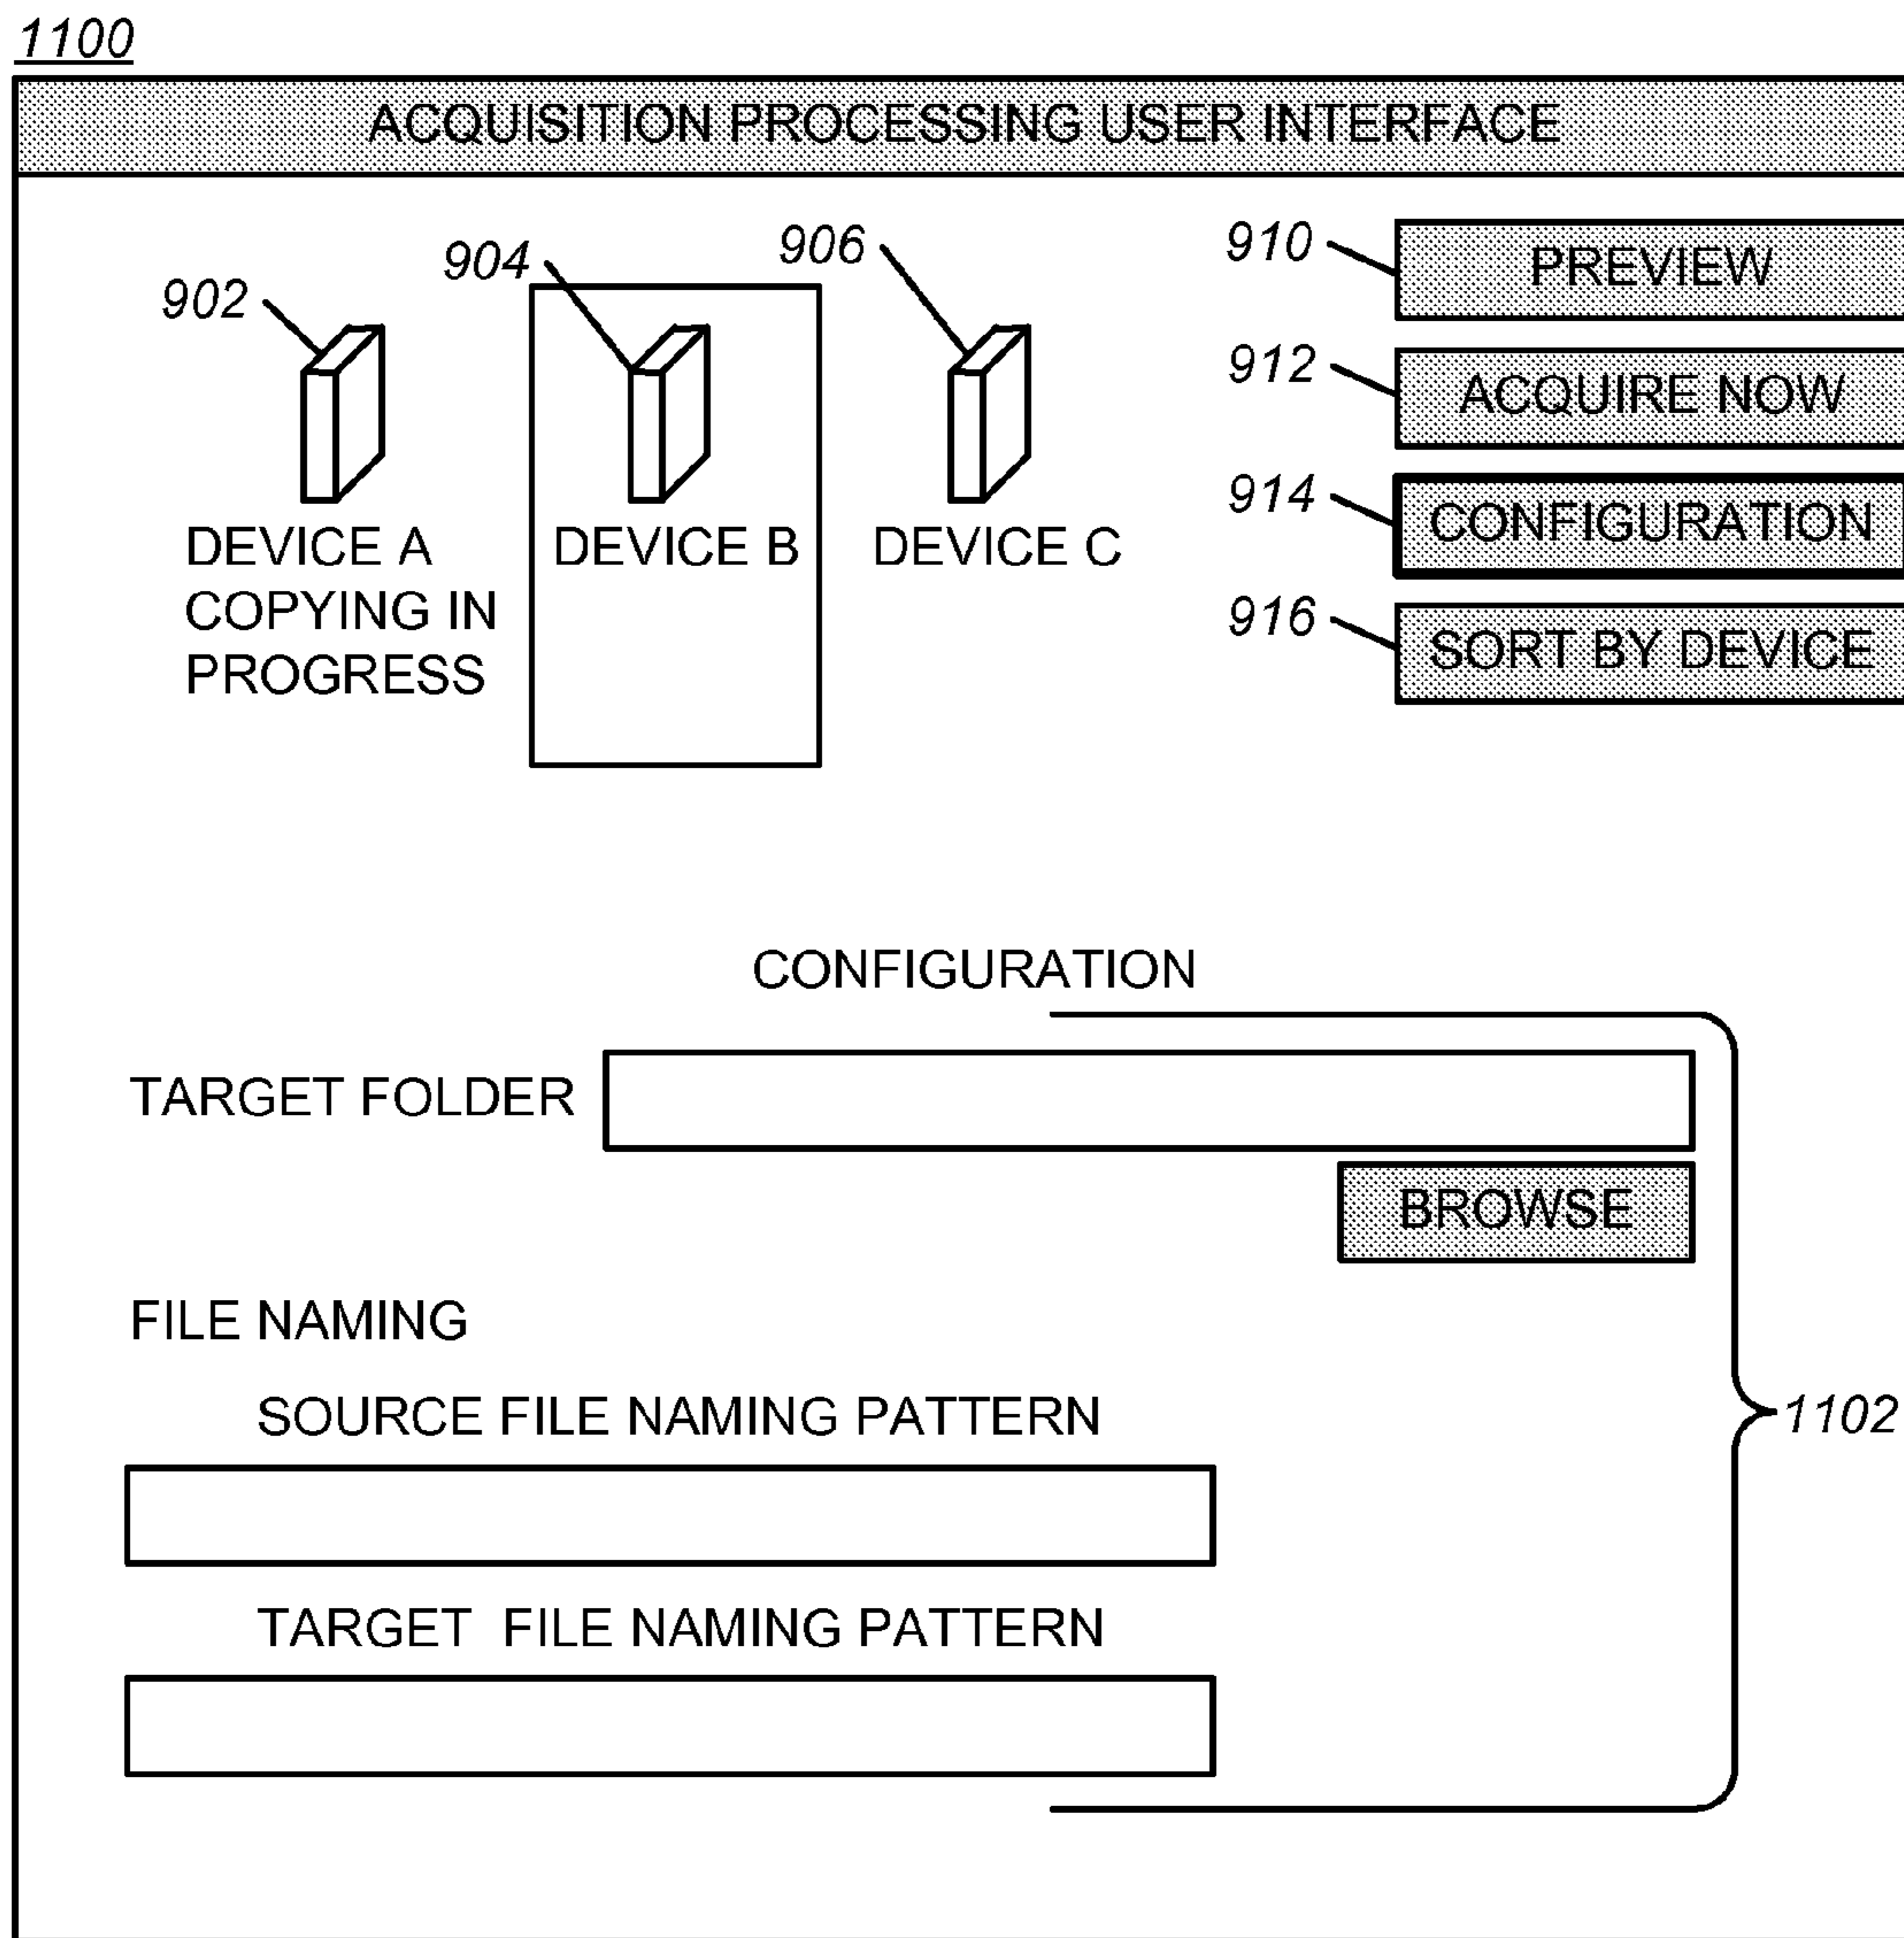 1100
ACQUISITION PROCESSING USER INTERFACE
902
904
906
DEVICE A
COPYING IN
PROGRESS
DEVICE B
DEVICE C
910
PREVIEW
912
ACQUIRE NOW
914
CONFIGURATION
916
SORT BY DEVICE
CONFIGURATION
TARGET FOLDER
BROWSE
FILE NAMING
SOURCE FILE NAMING PATTERN
TARGET FILE NAMING PATTERN
1102